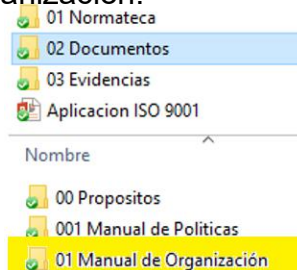 anización.
01 Normateca
02 Documentos
03 Evidencias
Aplicacion ISO 9001
Nombre
00 Propositos
001 Manual de Politicas
01 Manual de Organización